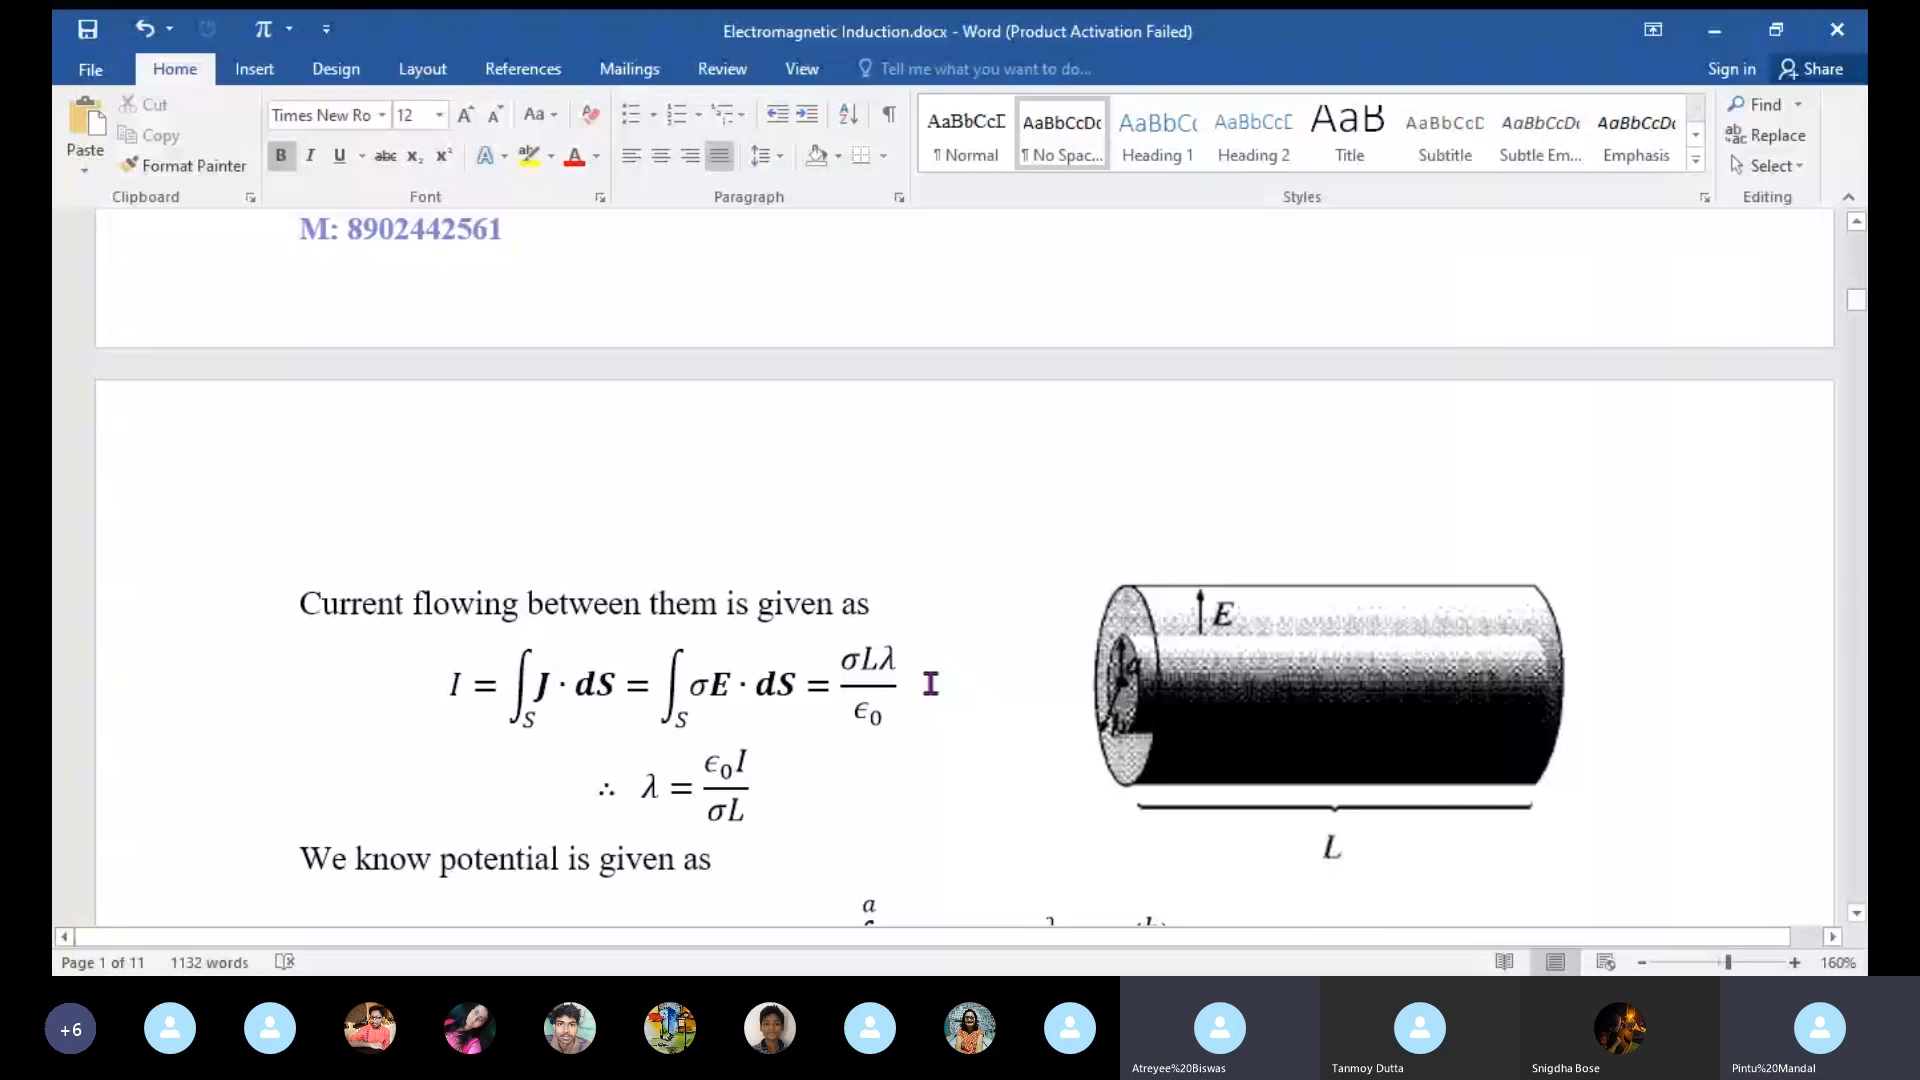 Electromagnetic Induction.docx - Word (Product Activation Failed)
File Home Insert Design Layout References Mailings Review View Tell me what you want to do... Sign in Share
Paste Cut Copy Format Painter Clipboard
Times New Ro 12 Font
Paragraph
AaBbCcD ¶ Normal
AaBbCcDc ¶ No Spac...
AaBbCc Heading 1
AaBbCcD Heading 2
AaB Title
AaBbCcD Subtitle
AaBbCcDc Subtle Em...
AaBbCcDc Emphasis
Styles
Find Replace Select Editing
M: 8902442561
Current flowing between them is given as
I = ∫_S J · dS = ∫_S σE · dS = σLλ/ϵ₀
∴ λ = ϵ₀I/σL
We know potential is given as
a
E
a
b
L
Page 1 of 11 1132 words 160%
+6
Atreyee%20Biswas Tanmoy Dutta Snigdha Bose Pintu%20Mandal